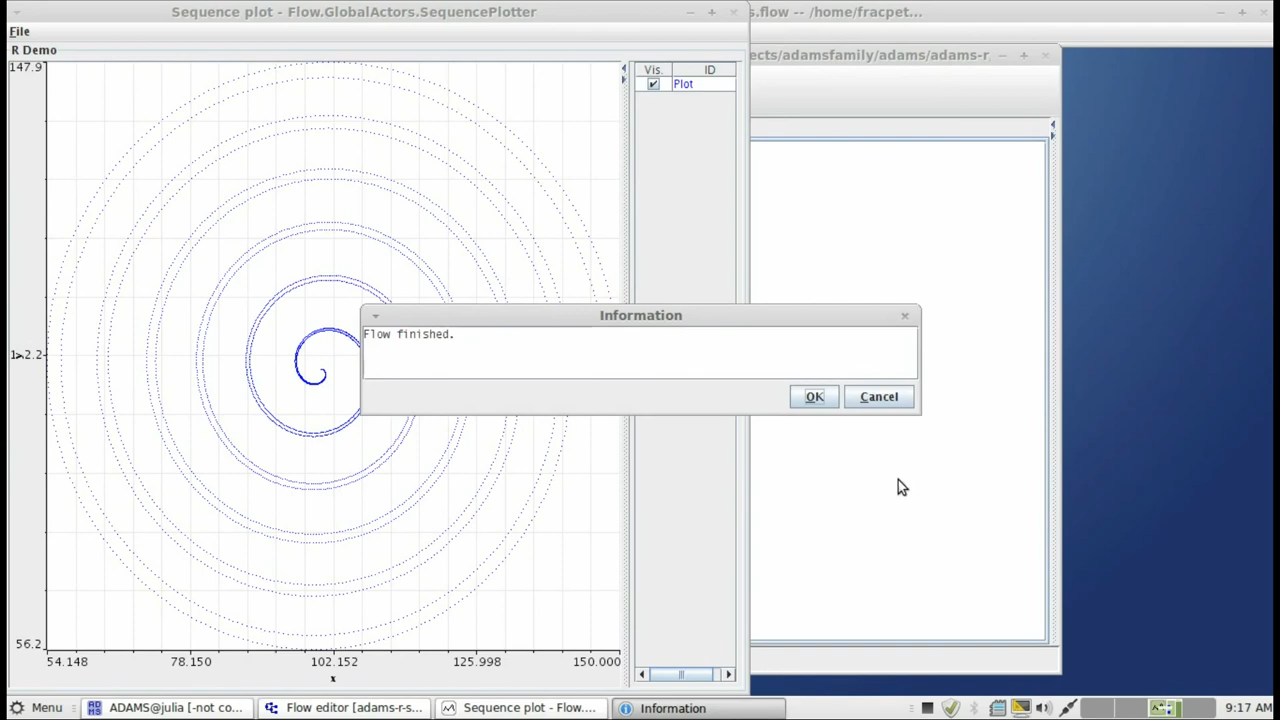 Sequence plot - Flow.GlobalActors.SequencePlotter
s.flow -- /home/fracpet...
File
R Demo
ects/adamsfamily/adams/adams-r
147.9
Vis.
ID
Plot
Information
Flow finished.
2.2
OK
Cancel
56.2
54.148
78.150
102.152
125.998
150.000
x
Menu
ADAMS@julia [-not co...
Flow editor [adams-r-s...
Sequence plot - Flow....
Information
9:17 AM